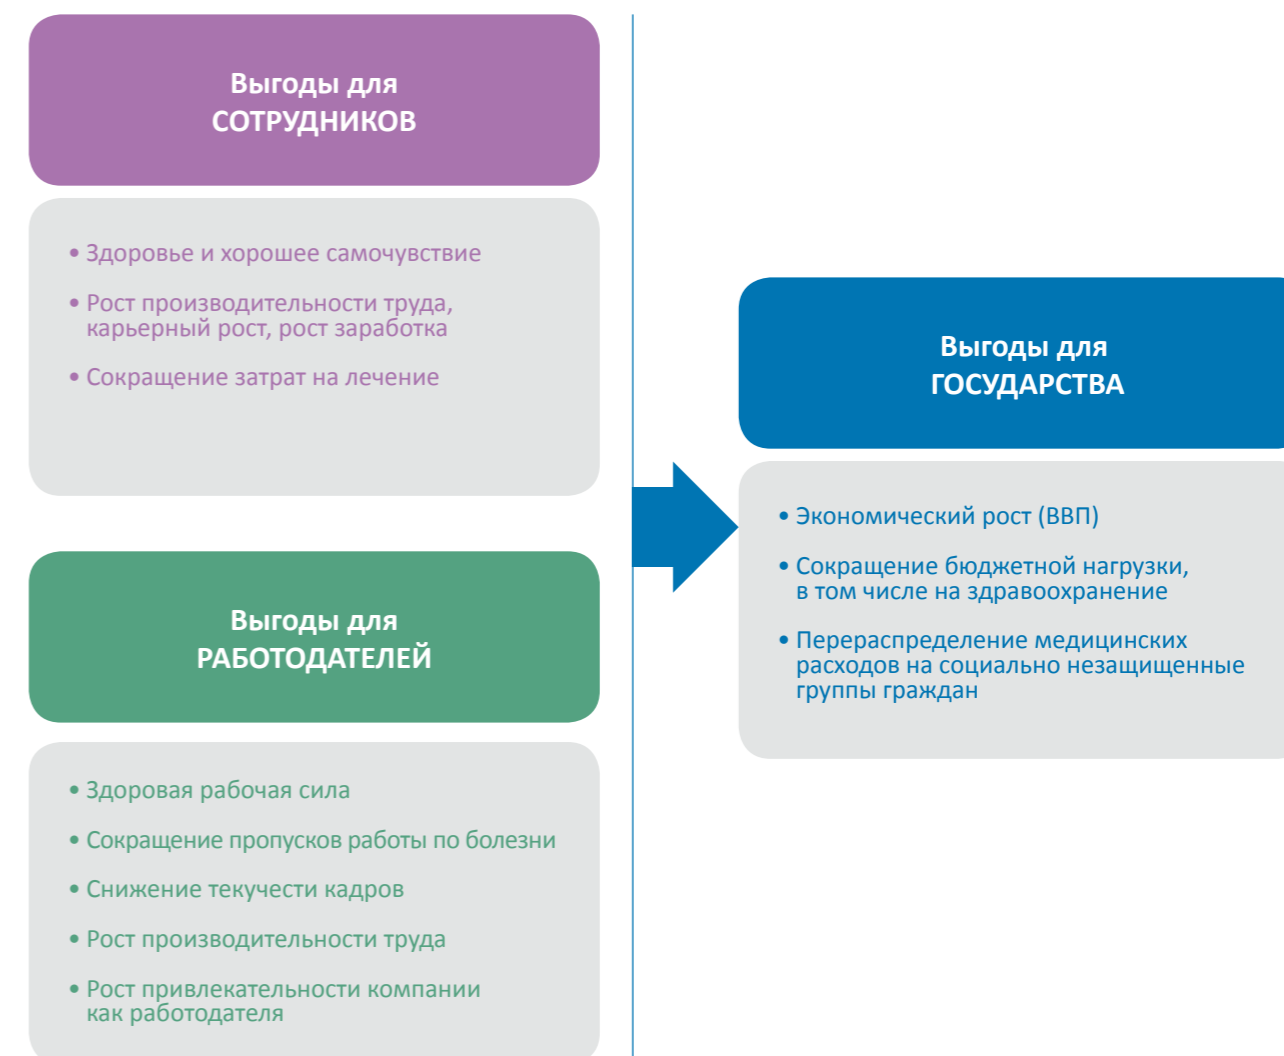 Выгоды для
СОТРУДНИКОВ
• Здоровье и хорошее самочувствие
• Рост производительности труда,
карьерный рост, рост заработка
• Сокращение затрат на лечение
Выгоды для
РАБОТОДАТЕЛЕЙ
• Здоровая рабочая сила
• Сокращение пропусков работы по болезни
• Снижение текучести кадров
• Рост производительности труда
• Рост привлекательности компании
как работодателя
Выгоды для
ГОСУДАРСТВА
• Экономический рост (ВВП)
• Сокращение бюджетной нагрузки,
в том числе на здравоохранение
• Перераспределение медицинских
расходов на социально незащищенные
группы граждан